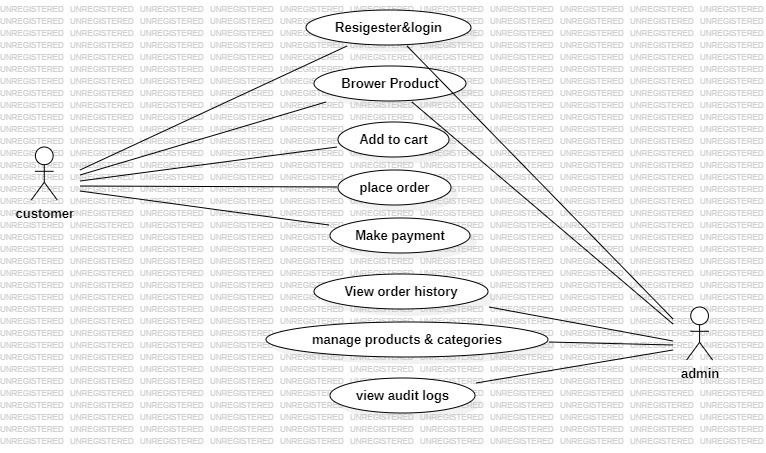 UNREGISTERED
Resigester&login
Brower Product
Add to cart
place order
customer
Make payment
View order history
manage products & categories
admin
view audit logs